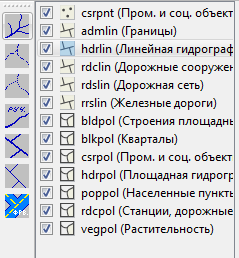 csrpnt (Пром. и соц. объект
admlin (Границы)
hdrlin (Линейная гидрограф
rdclin (Дорожные сооружен
rdslin (Дорожная сеть)
rrslin (Железные дороги)
bldpol (Строения площадны
blkpol (Кварталы)
csrpol (Пром. и соц. объект
hdrpol (Площадная гидрогр
poppol (Населенные пункты
rdcpol (Станции, дорожные
vegpol (Растительность)